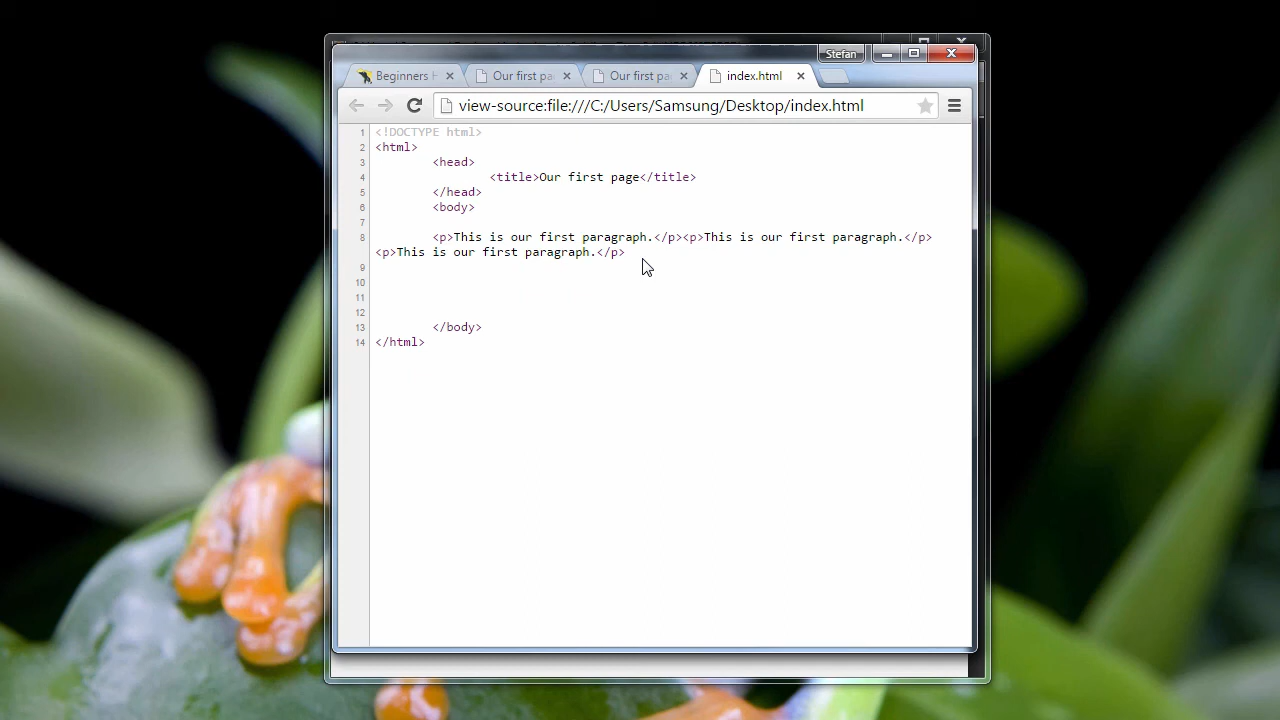 Stefan
Beginners
Our first pa
Our first pa
index.html
view-source:file:///C:/Users/Samsung/Desktop/index.html
1 <!DOCTYPE html>
2 <html>
3 <head>
4 <title>Our first page</title>
5 </head>
6 <body>
7
8 <p>This is our first paragraph.</p><p>This is our first paragraph.</p>
<p>This is our first paragraph.</p>
9
10
11
12
13 </body>
14 </html>